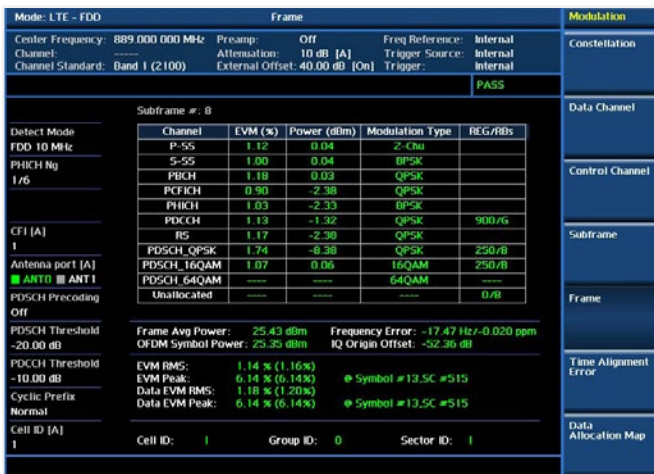 Mode: LTE - FDD
Frame
Modulation
Center Frequency: 889.000 000 MHz Preamp: Off Freq Reference: Internal
Channel: ----- Attenuation: 10 dB [A] Trigger Source: Internal
Channel Standard: Band 1 (2100) External Offset: 40.00 dB [On] Trigger: Internal
PASS
Constellation
Data Channel
Control Channel
Subframe
Frame
Time Alignment
Error
Data
Allocation Map
Detect Mode
FDD 10 MHz
PHICH Ng
1/6
CFI [A]
1
Antenna port [A]
ANT0 ANT1
PDSCH Precoding
Off
PDSCH Threshold
-20.00 dB
PDCCH Threshold
-10.00 dB
Cyclic Prefix
Normal
Cell ID [A]
1
Subframe #: 8
Channel EVM (%) Power (dBm) Modulation Type REG/RBs
P-SS 1.12 0.04 Z-Chu
S-SS 1.00 0.04 BPSK
PBCH 1.18 0.03 QPSK
PCFICH 0.90 -2.38 QPSK
PHICH 1.03 -2.33 BPSK
PDCCH 1.13 -1.32 QPSK 900/G
RS 1.17 -2.38 QPSK
PDSCH_QPSK 1.74 -8.38 QPSK 250/B
PDSCH_16QAM 1.07 0.06 16QAM 250/B
PDSCH_64QAM ---- ---- 64QAM ----
Unallocated ---- ---- ---- 0/B
Frame Avg Power: 25.43 dBm Frequency Error: -17.47 Hz/-0.020 ppm
OFDM Symbol Power: 25.35 dBm IQ Origin Offset: -52.36 dB
EVM RMS: 1.14 % (1.16%)
EVM Peak: 6.14 % (6.14%) @ Symbol #13,SC #515
Data EVM RMS: 1.18 % (1.20%)
Data EVM Peak: 6.14 % (6.14%) @ Symbol #13,SC #515
Cell ID: 1 Group ID: 0 Sector ID: 1